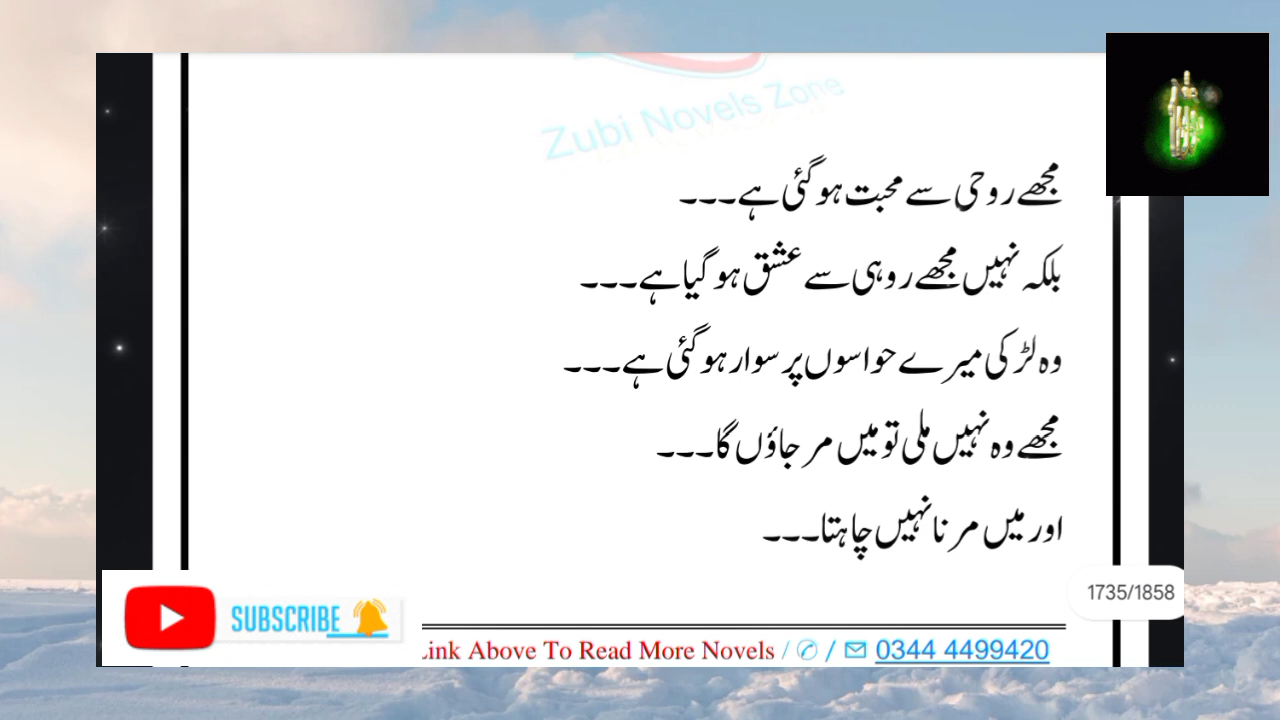 Zubi Novels Zone
مجھے روحی سے محبت ہو گئی ہے۔۔۔
بلکہ نہیں مجھے روہی سے عشق ہو گیا ہے۔۔۔
وہ لڑکی میرے حواسوں پر سوار ہو گئی ہے۔۔۔
مجھے وہ نہیں ملی تو میں مر جاؤں گا۔۔۔
اور میں مرنا نہیں چاہتا۔۔۔
1735/1858
SUBSCRIBE
Above To Read More Novels / ✆ / ✉ 0344 4499420